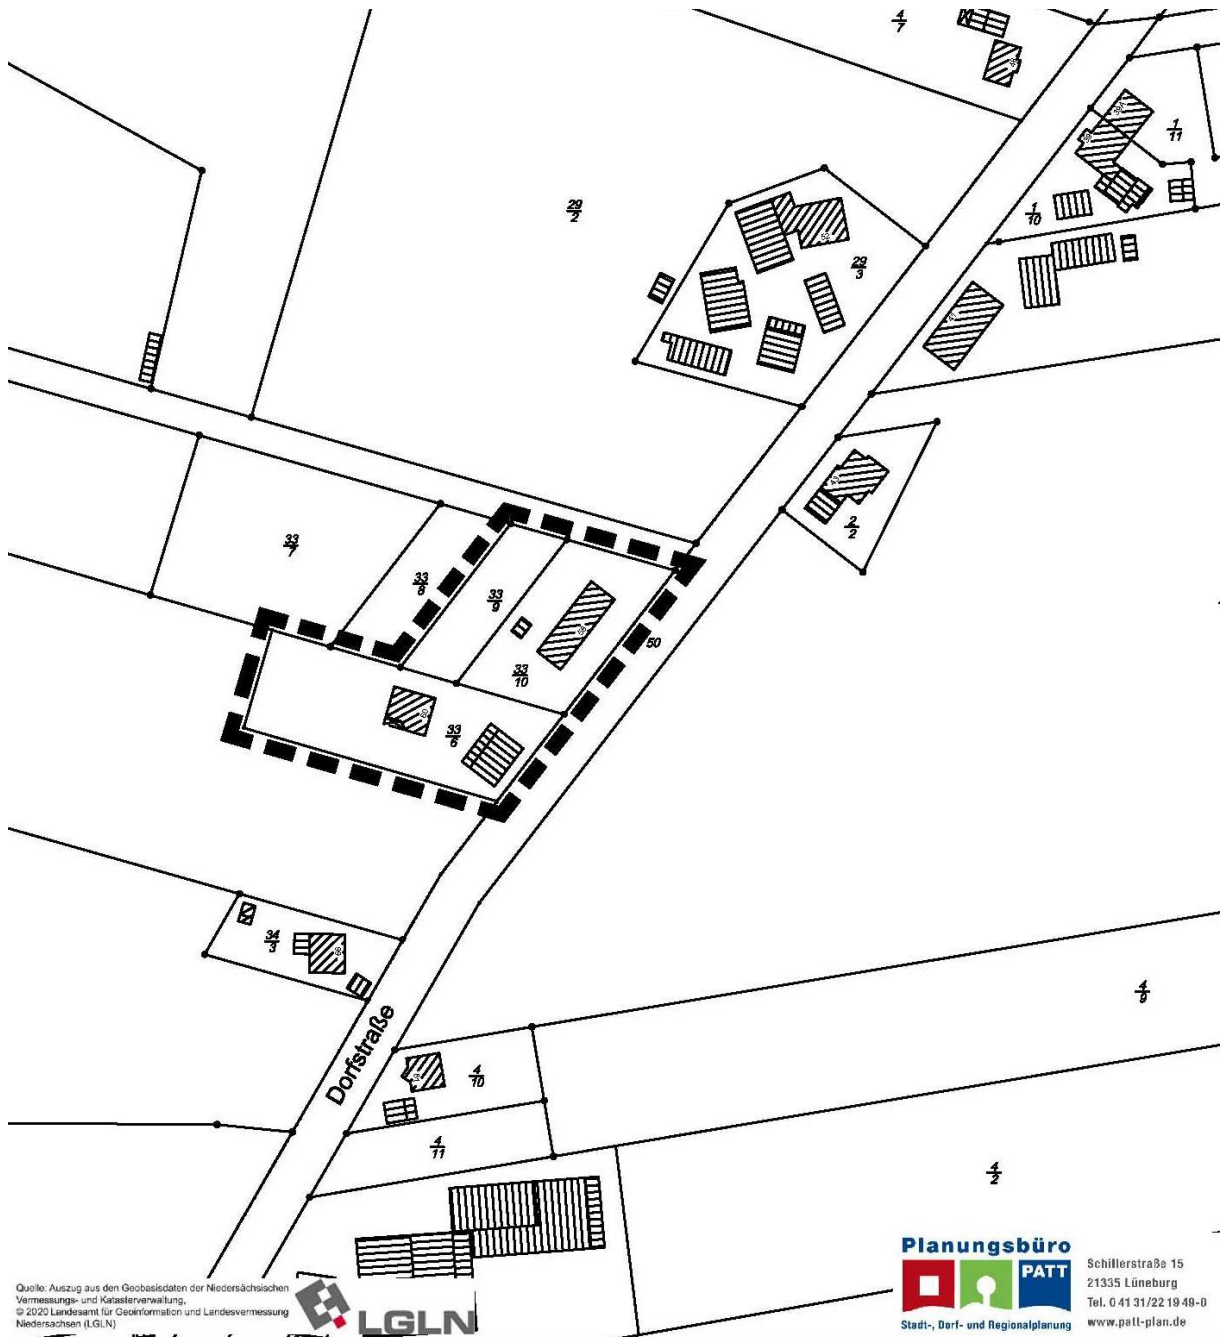 4
7
1
11
29
2
1
10
29
3
2
2
33
7
33
8
33
9
50
33
10
33
6
34
3
4
9
Dorfstraße
4
10
4
11
4
2
Quelle: Auszug aus den Geobasisdaten der Niedersächsischen
Vermessungs- und Katasterverwaltung,
© 2020 Landesamt für Geoinformation und Landesvermessung
Niedersachsen (LGLN)
LGLN
Planungsbüro
PATT
Stadt-, Dorf- und Regionalplanung
Schillerstraße 15
21335 Lüneburg
Tel. 0 41 31/22 19 49-0
www.patt-plan.de